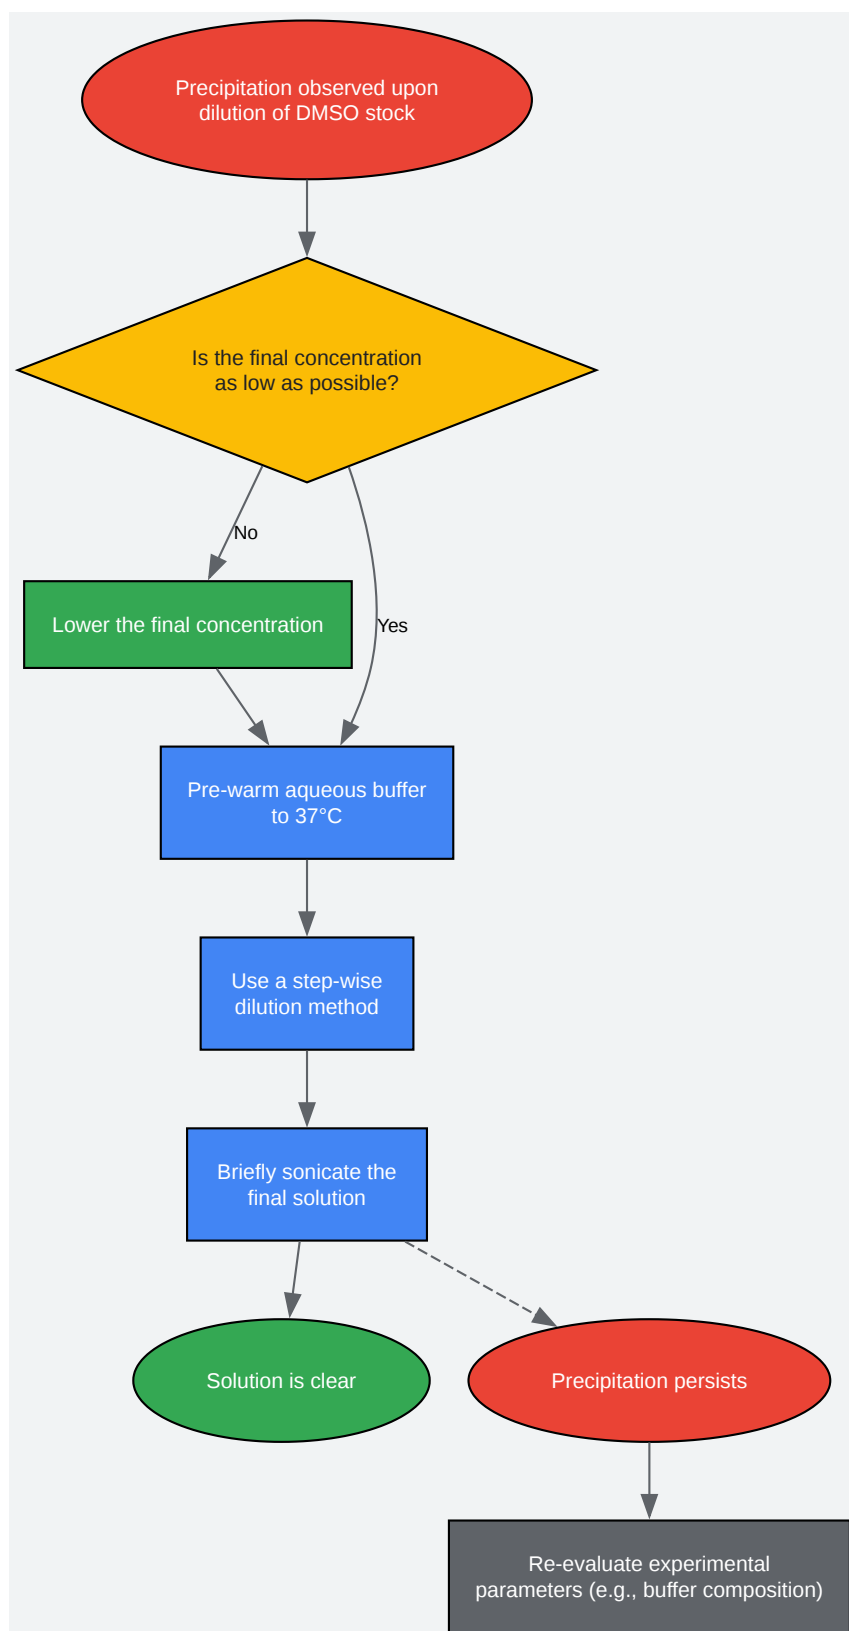 Precipitation observed upon
dilution of DMSO stock
Is the final concentration
as low as possible?
No
Lower the final concentration
Yes
Pre-warm aqueous buffer
to 37°C
Use a step-wise
dilution method
Briefly sonicate the
final solution
Solution is clear
Precipitation persists
Re-evaluate experimental
parameters (e.g., buffer composition)